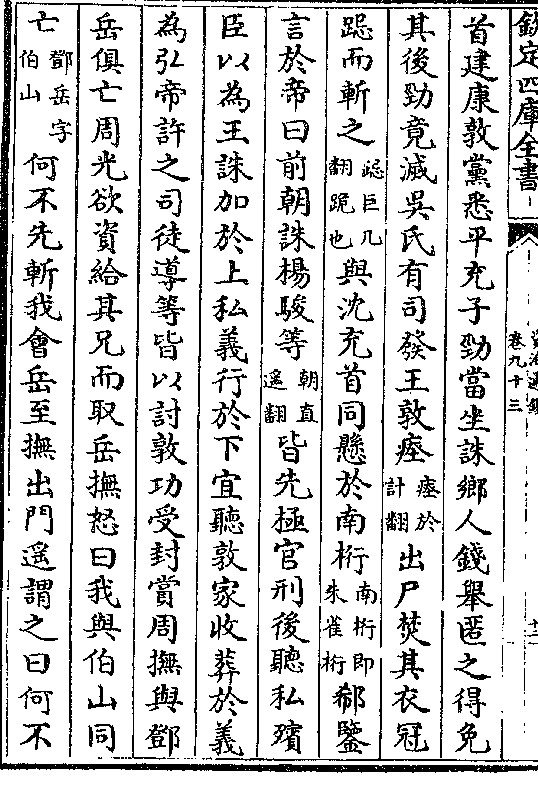 欽定四庫全書
卷九十三
首建康敦黨悉平充子勁當坐誅鄉人錢舉匿之得免
其後勁竟滅吳氏有司發王敦瘞瘞於計翻出尸焚其衣冠
跽而斬之跽巨几翻跪也與沈充首同懸於南桁南桁即朱雀桁郗鑒
言於帝曰前朝誅楊駿等朝直遥翻皆先極官刑後聽私殯
臣以為王誅加於上私義行於下宜聽敦家收葬於義
為弘帝許之司徒導等皆以討敦功受封賞周撫與鄧
岳俱亡周光欲資給其兄而取岳撫怒曰我與伯山同
亡鄧岳字伯山何不先斬我會岳至撫出門遥謂之曰何不